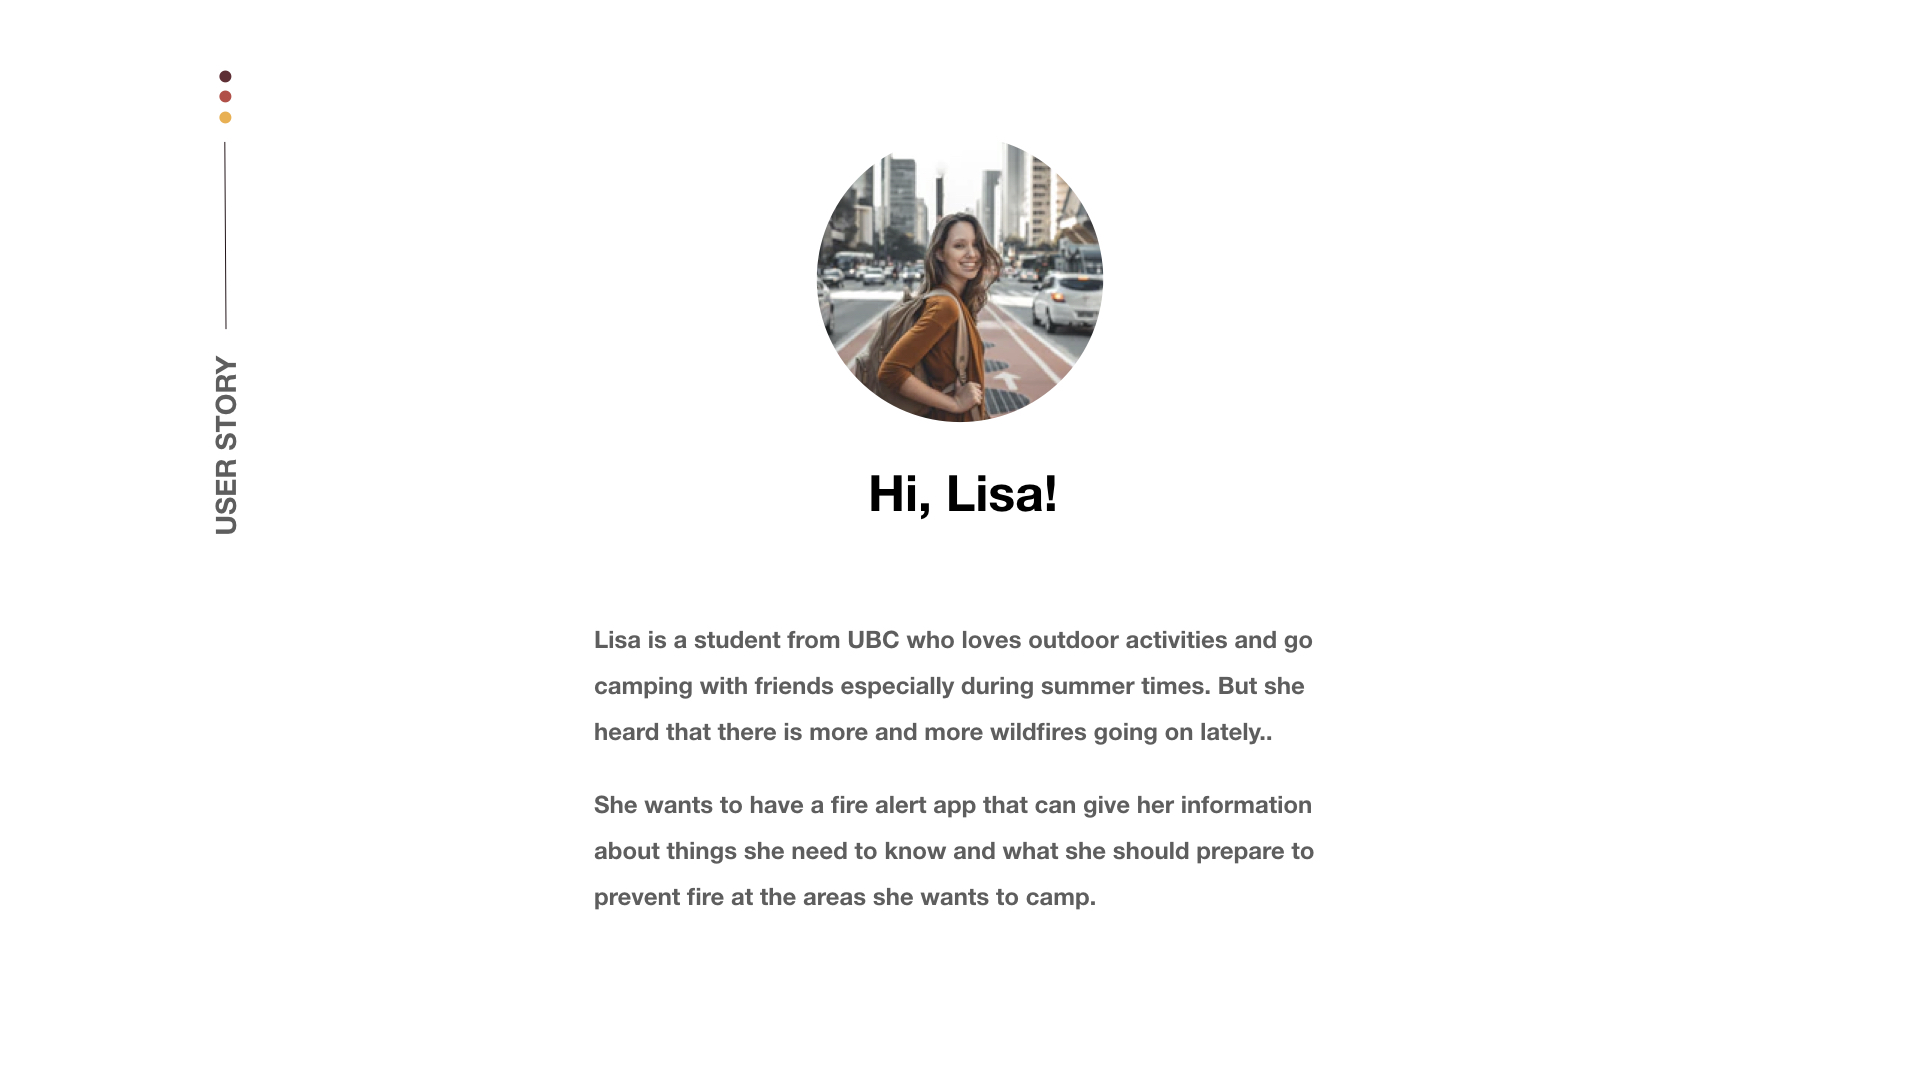 USER STORY
Hi, Lisa!
Lisa is a student from UBC who loves outdoor activities and go
camping with friends especially during summer times. But she
heard that there is more and more wildfires going on lately..
She wants to have a fire alert app that can give her information
about things she need to know and what she should prepare to
prevent fire at the areas she wants to camp.